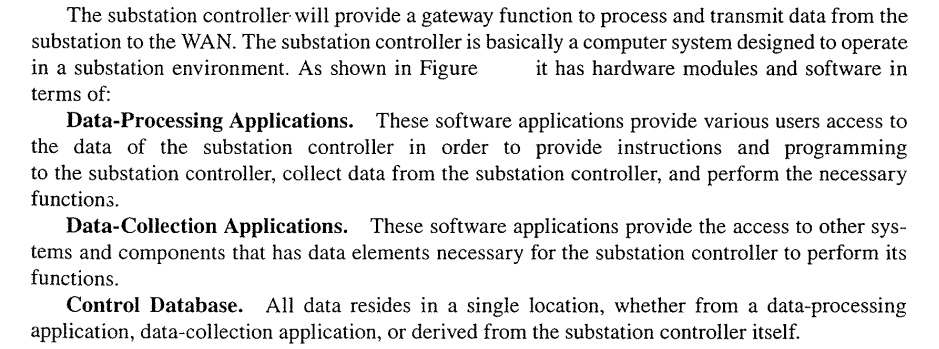 The substation controller will provide a gateway function to process and transmit data from the
substation to the WAN. The substation controller is basically a computer system designed to operate
in a substation environment. As shown in Figure it has hardware modules and software in
terms of:
Data-Processing Applications. These software applications provide various users access to
the data of the substation controller in order to provide instructions and programming
to the substation controller, collect data from the substation controller, and perform the necessary
functions.
Data-Collection Applications. These software applications provide the access to other sys-
tems and components that has data elements necessary for the substation controller to perform its
functions.
Control Database. All data resides in a single location, whether from a data-processing
application, data-collection application, or derived from the substation controller itself.